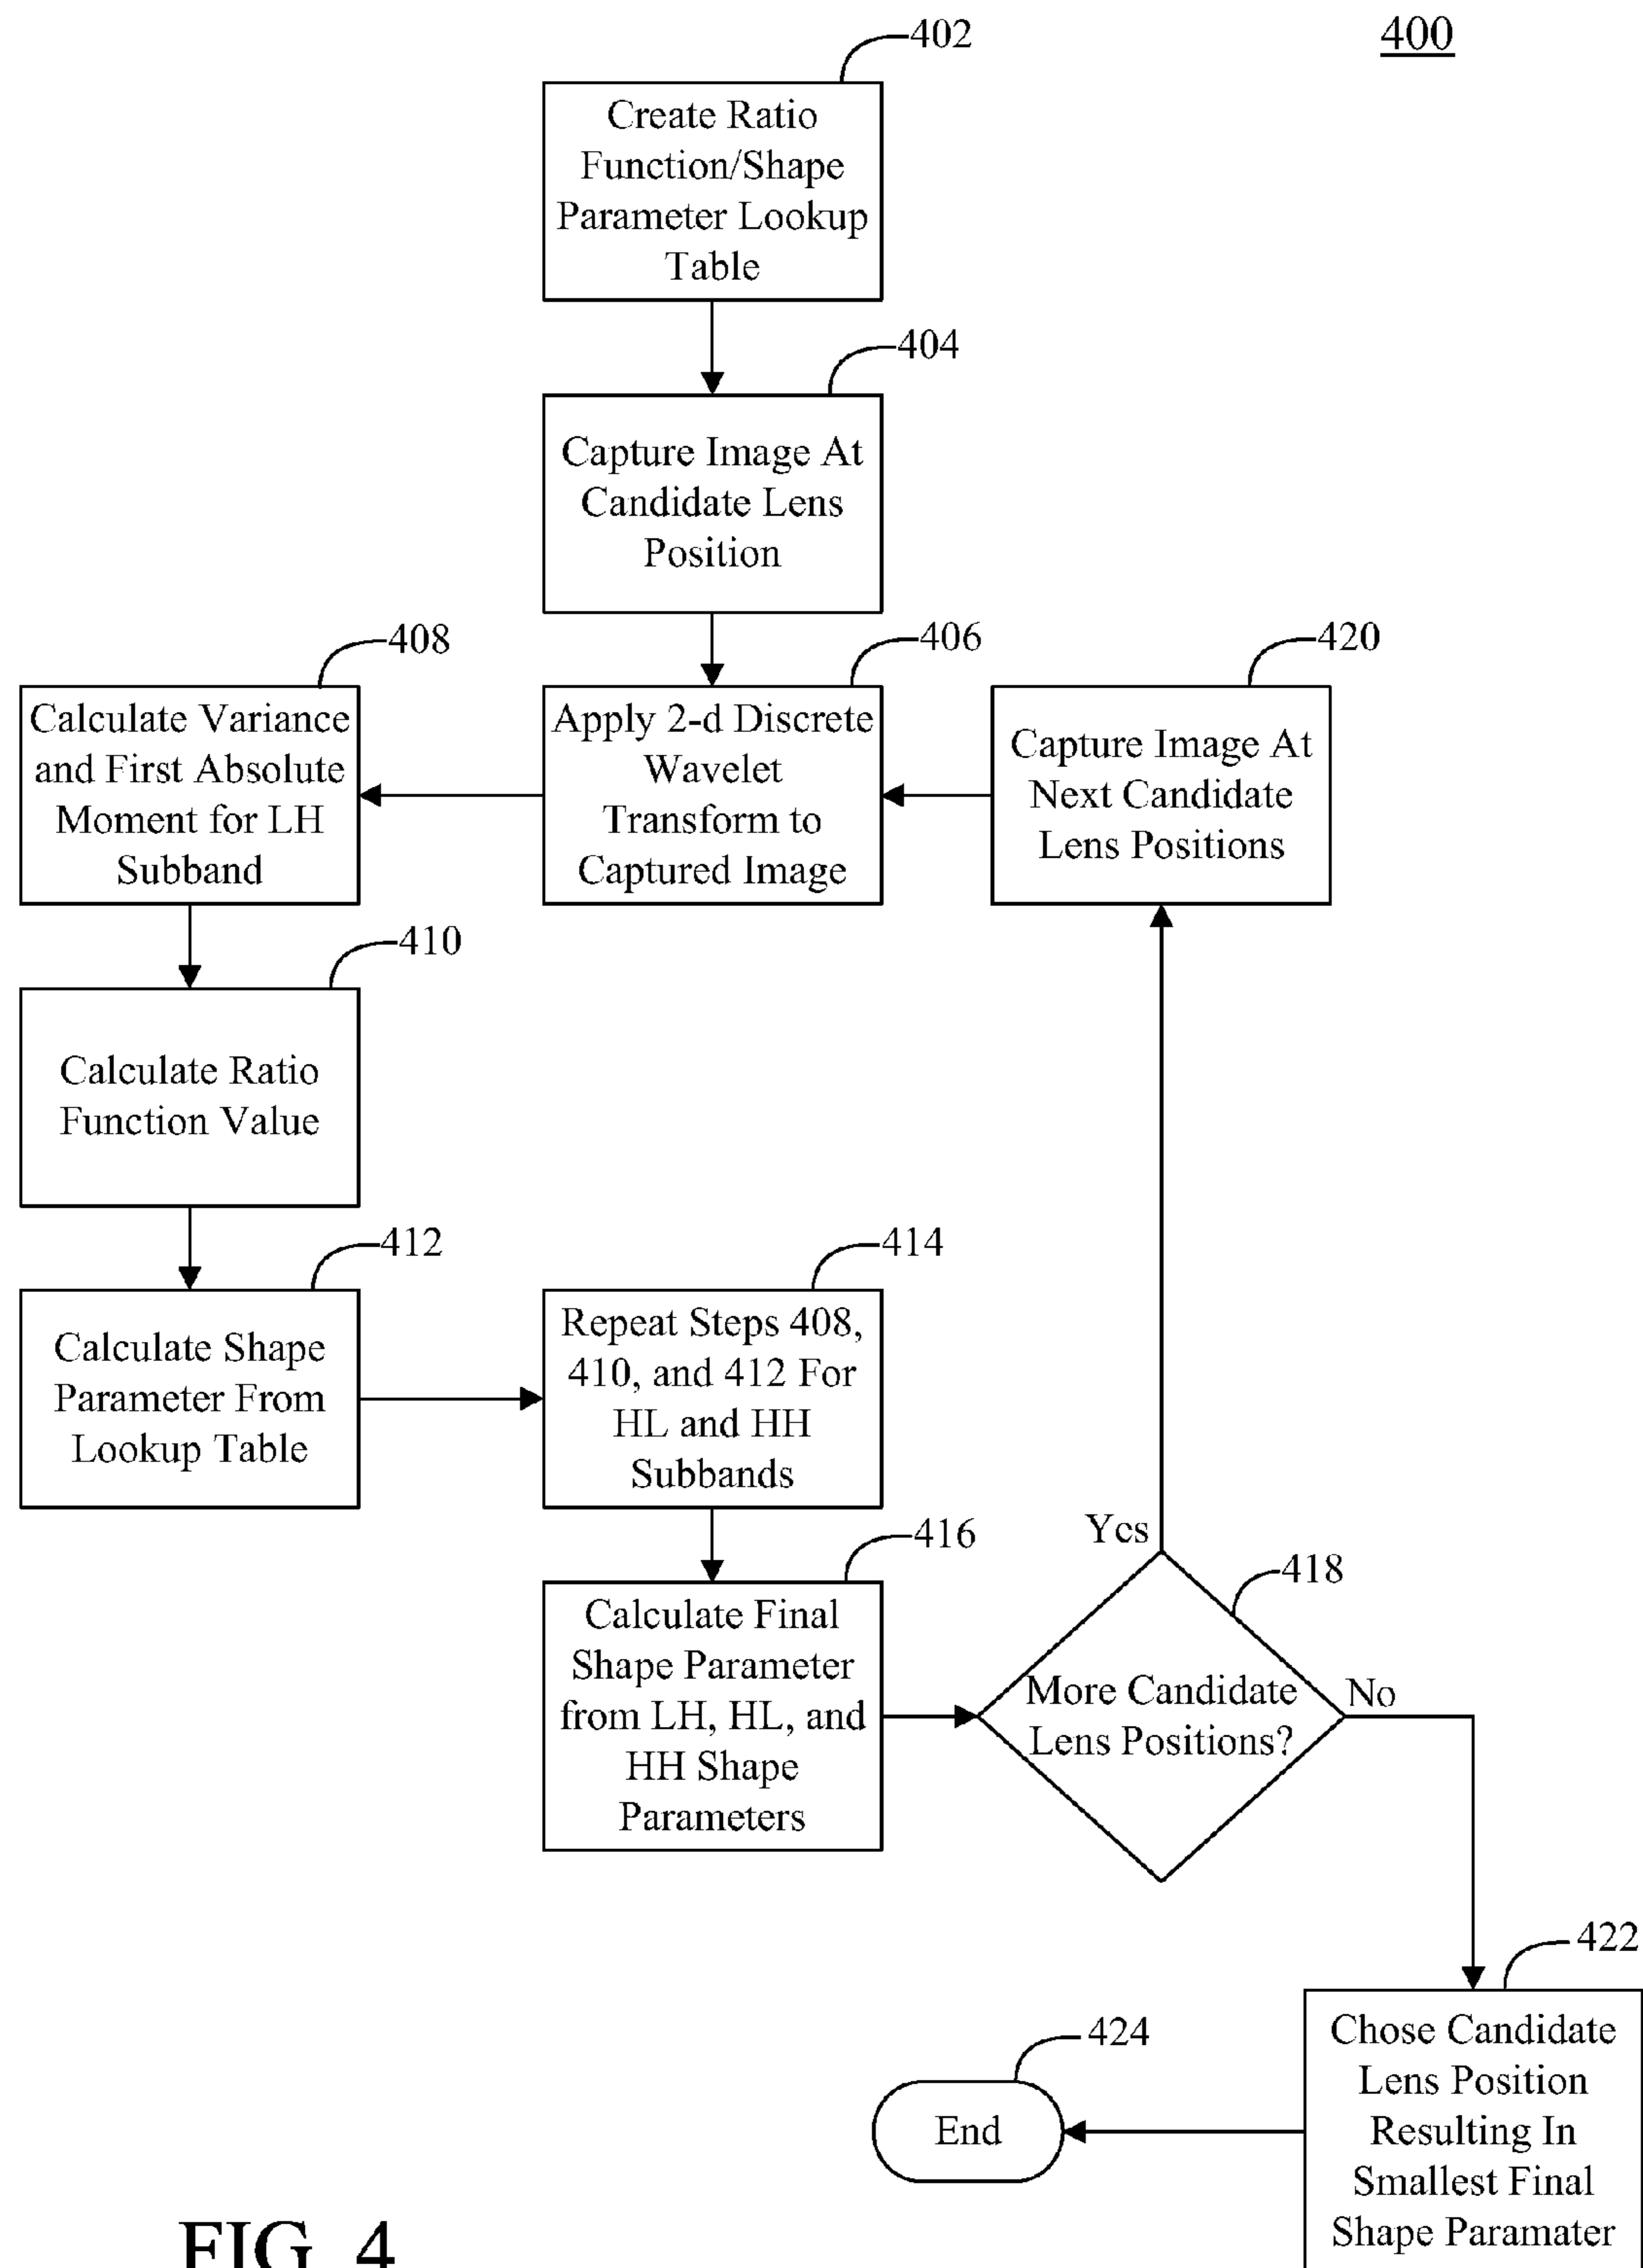 400
402
Create Ratio
Function/Shape
Parameter Lookup
Table
404
Capture Image At
Candidate Lens
Position
406
Apply 2-d Discrete
Wavelet
Transform to
Captured Image
408
Calculate Variance
and First Absolute
Moment for LH
Subband
420
Capture Image At
Next Candidate
Lens Positions
410
Calculate Ratio
Function Value
412
Calculate Shape
Parameter From
Lookup Table
414
Repeat Steps 408,
410, and 412 For
HL and HH
Subbands
416
Calculate Final
Shape Parameter
from LH, HL, and
HH Shape
Parameters
418
More Candidate
Lens Positions?
Yes
No
422
Chose Candidate
Lens Position
Resulting In
Smallest Final
Shape Paramater
424
End
FIG. 4